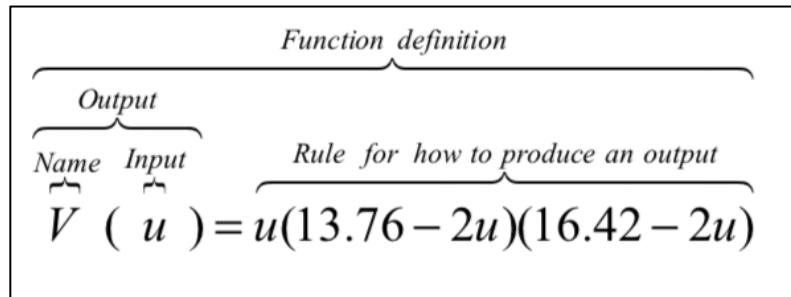 Function definition
Output
Name Input Rule for how to produce an output
V ( u ) = u(13.76 − 2u)(16.42 − 2u)